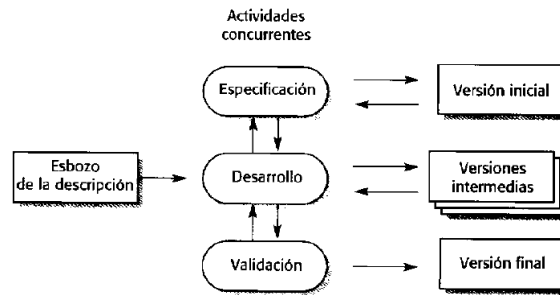 Actividades
concurrentes
Especificación
Versión inicial
Esbozo
de la descripción
Desarrollo
Versiones
intermedias
Validación
Versión final